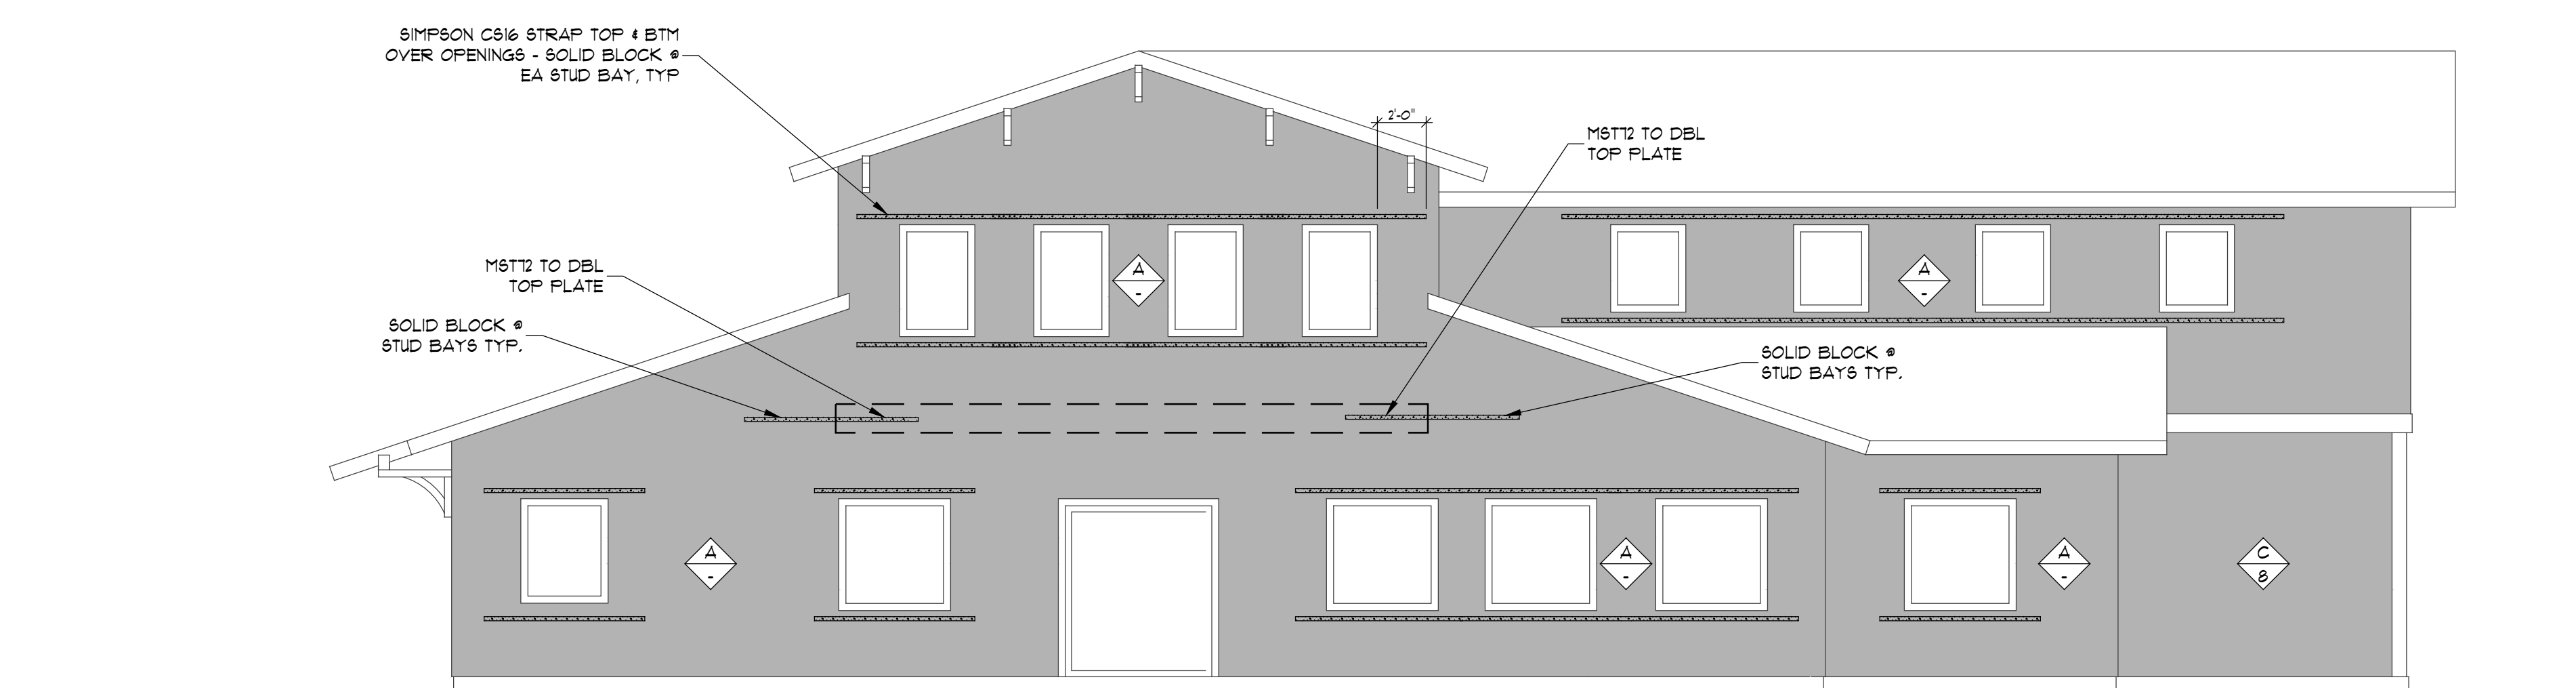 SIMPSON CS16 STRAP TOP & BTM
OVER OPENINGS - SOLID BLOCK @
EA STUD BAY, TYP
2'-0"
MST72 TO DBL
TOP PLATE
MST72 TO DBL
TOP PLATE
SOLID BLOCK @
STUD BAYS TYP.
SOLID BLOCK @
STUD BAYS TYP.
A
-
A
-
A
-
A
-
A
-
C
8